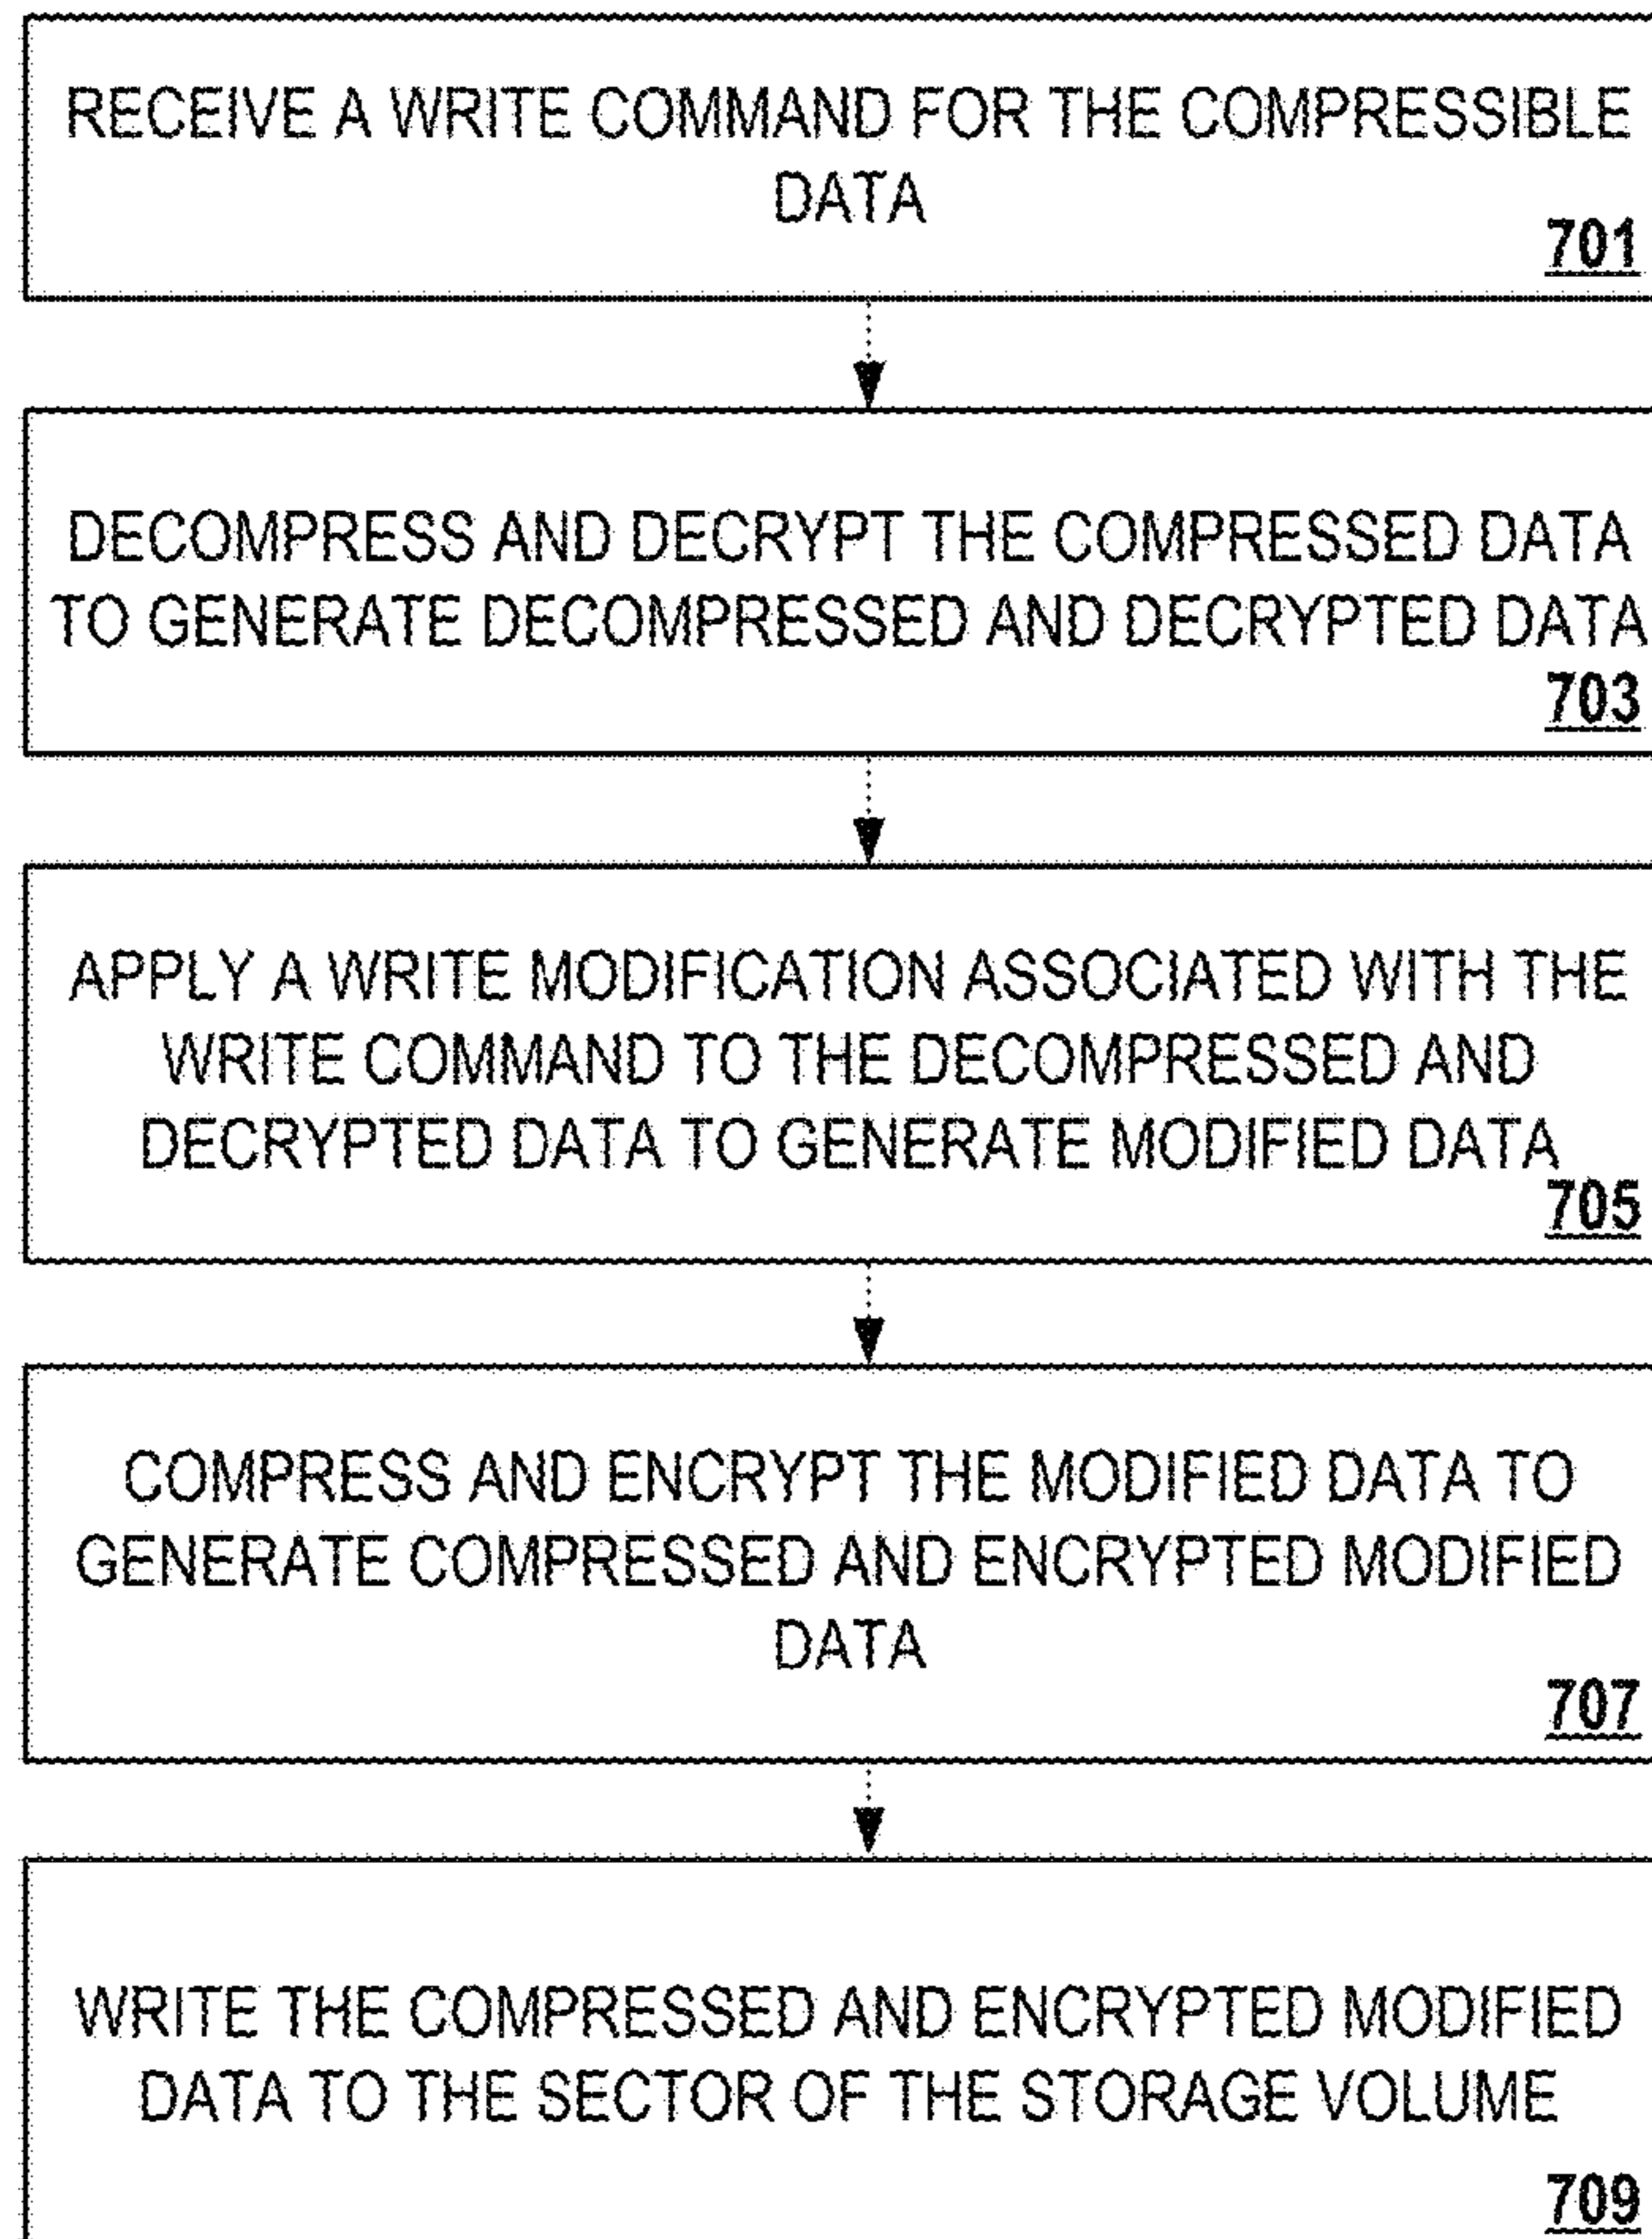 RECEIVE A WRITE COMMAND FOR THE COMPRESSIBLE
DATA
701
DECOMPRESS AND DECRYPT THE COMPRESSED DATA
TO GENERATE DECOMPRESSED AND DECRYPTED DATA
703
APPLY A WRITE MODIFICATION ASSOCIATED WITH THE
WRITE COMMAND TO THE DECOMPRESSED AND
DECRYPTED DATA TO GENERATE MODIFIED DATA
705
COMPRESS AND ENCRYPT THE MODIFIED DATA TO
GENERATE COMPRESSED AND ENCRYPTED MODIFIED
DATA
707
WRITE THE COMPRESSED AND ENCRYPTED MODIFIED
DATA TO THE SECTOR OF THE STORAGE VOLUME
709